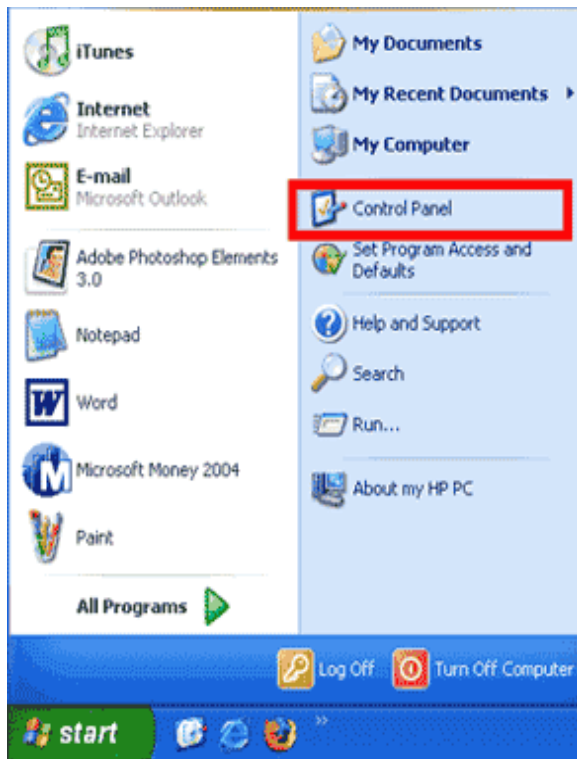 iTunes
Internet
Internet Explorer
E-mail
Microsoft Outlook
Adobe Photoshop Elements
3.0
Notepad
Word
Microsoft Money 2004
Paint
All Programs
My Documents
My Recent Documents
My Computer
Control Panel
Set Program Access and
Defaults
Help and Support
Search
Run...
About my HP PC
Log Off
Turn Off Computer
start